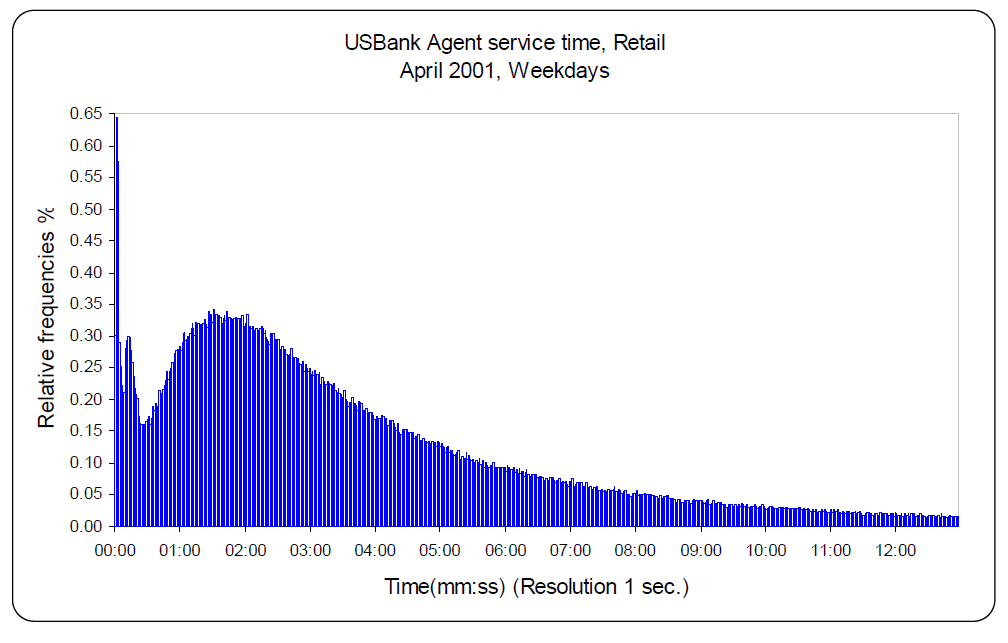 USBank Agent service time, Retail
April 2001, Weekdays
0.65
0.60
0.55
0.50
0.45
0.40
0.35
0.30
0.25
0.20
0.15
0.10
0.05
0.00
Relative frequencies %
00:00 01:00 02:00 03:00 04:00 05:00 06:00 07:00 08:00 09:00 10:00 11:00 12:00
Time(mm:ss) (Resolution 1 sec.)